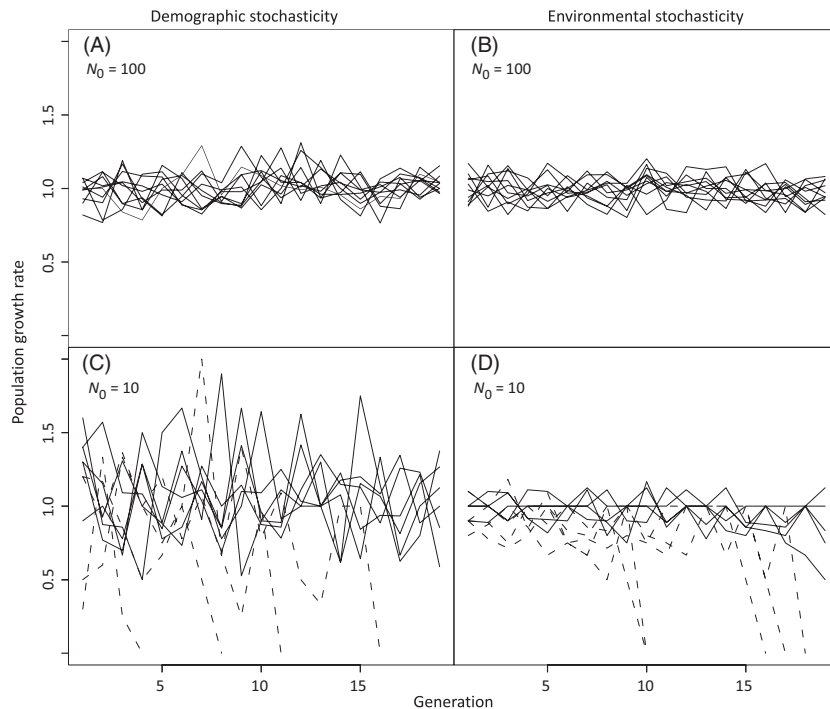 Demographic stochasticity
Environmental stochasticity
(A)
N0 = 100
(B)
N0 = 100
1.5
1.0
0.5
Population growth rate
(C)
N0 = 10
(D)
N0 = 10
1.5
1.0
0.5
5
10
15
5
10
15
Generation